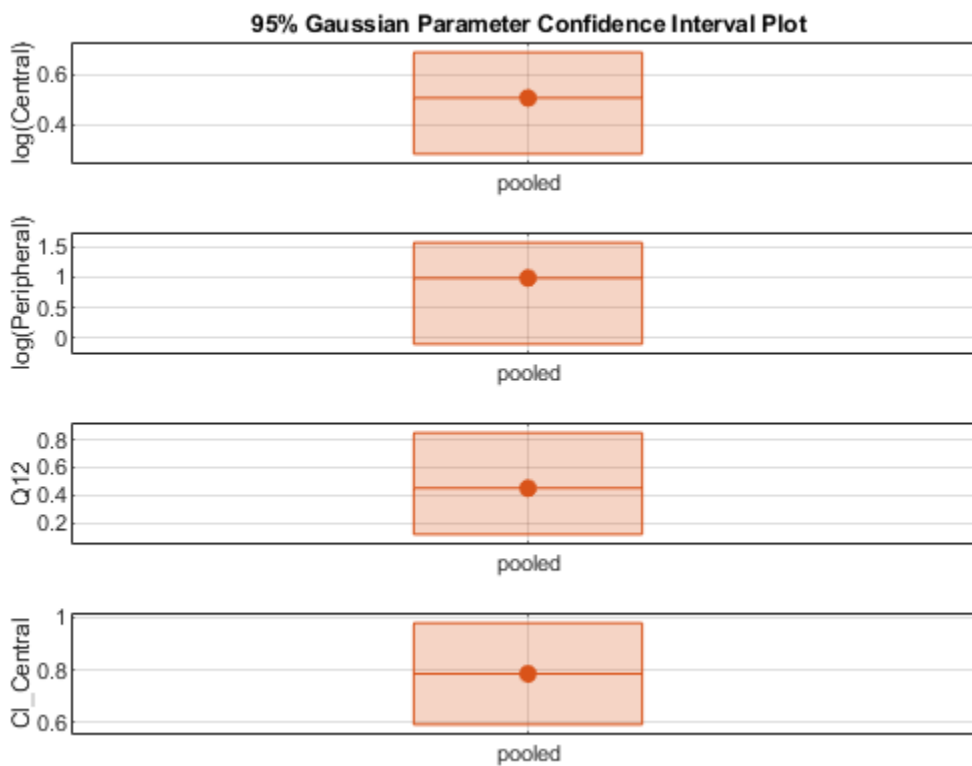 95% Gaussian Parameter Confidence Interval Plot
log(Central)
0.6
0.4
pooled
log(Peripheral)
1.5
1
0.5
0
pooled
Q12
0.8
0.6
0.4
0.2
pooled
Cl_Central
1
0.8
0.6
pooled